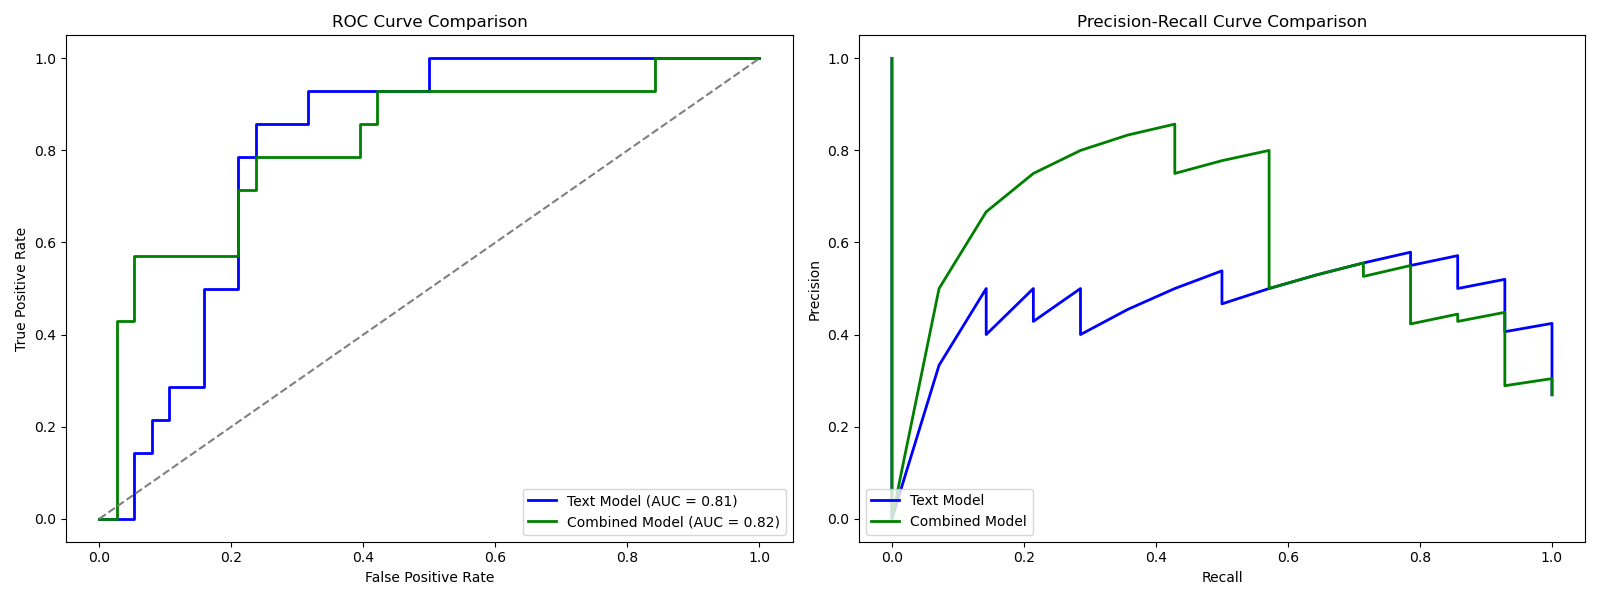 ROC Curve Comparison
True Positive Rate
1.0
0.8
0.6
0.4
0.2
0.0
Text Model (AUC = 0.81)
Combined Model (AUC = 0.82)
0.0 0.2 0.4 0.6 0.8 1.0
False Positive Rate
Precision-Recall Curve Comparison
Precision
1.0
0.8
0.6
0.4
0.2
0.0
Text Model
Combined Model
0.0 0.2 0.4 0.6 0.8 1.0
Recall